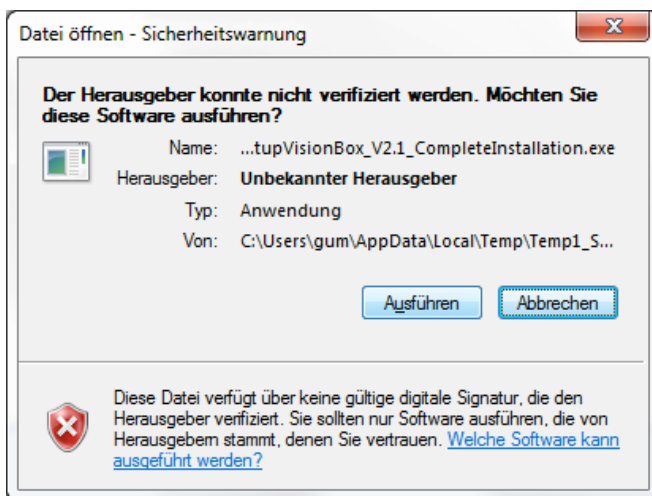 Datei öffnen - Sicherheitswarnung
Der Herausgeber konnte nicht verifiziert werden. Möchten Sie
diese Software ausführen?
Name: ...tupVisionBox_V2.1_CompleteInstallation.exe
Herausgeber: Unbekannter Herausgeber
Typ: Anwendung
Von: C:\Users\gum\AppData\Local\Temp\Temp1_S...
Ausführen Abbrechen
Diese Datei verfügt über keine gültige digitale Signatur, die den
Herausgeber verifiziert. Sie sollten nur Software ausführen, die von
Herausgebern stammt, denen Sie vertrauen. Welche Software kann
ausgeführt werden?